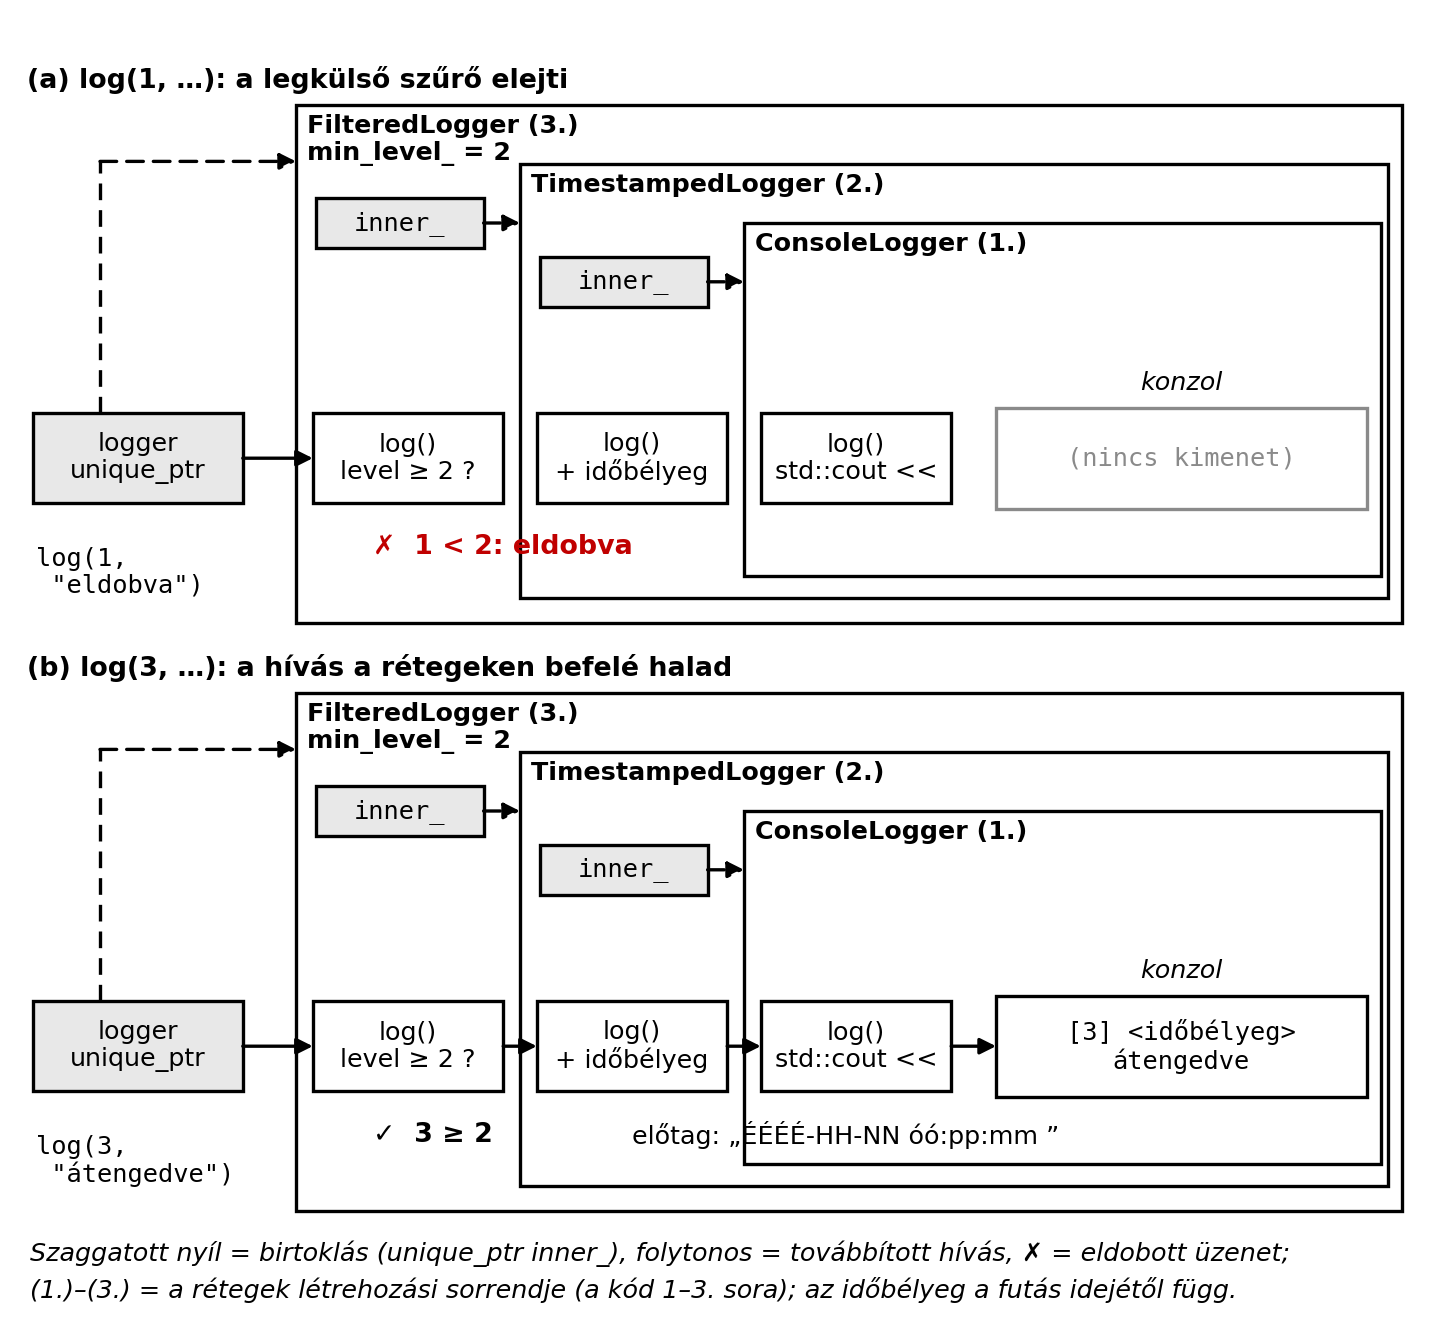 (a) log(1, …): a legkülső szűrő elejti
FilteredLogger (3.)
min_level_ = 2
TimestampedLogger (2.)
inner_
ConsoleLogger (1.)
inner_
konzol
logger
unique_ptr
log()
level ≥ 2 ?
log()
+ időbélyeg
log()
std::cout <<
(nincs kimenet)
✗ 1 < 2: eldobva
log(1,
"eldobva")
(b) log(3, …): a hívás a rétegeken befelé halad
FilteredLogger (3.)
min_level_ = 2
TimestampedLogger (2.)
inner_
ConsoleLogger (1.)
inner_
konzol
logger
unique_ptr
log()
level ≥ 2 ?
log()
+ időbélyeg
log()
std::cout <<
[3] <időbélyeg>
átengedve
✓ 3 ≥ 2
előtag: „ÉÉÉÉ-HH-NN óó:pp:mm ”
log(3,
"átengedve")
Szaggatott nyíl = birtoklás (unique_ptr inner_), folytonos = továbbított hívás, ✗ = eldobott üzenet;
(1.)–(3.) = a rétegek létrehozási sorrendje (a kód 1–3. sora); az időbélyeg a futás idejétől függ.